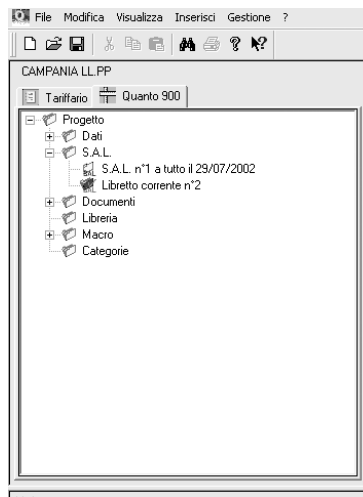 File Modifica Visualizza Inserisci Gestione ?
CAMPANIA LL.PP
Tariffario Quanto 900
Progetto
Dati
S.A.L.
S.A.L. n°1 a tutto il 29/07/2002
Libretto corrente n°2
Documenti
Libreria
Macro
Categorie